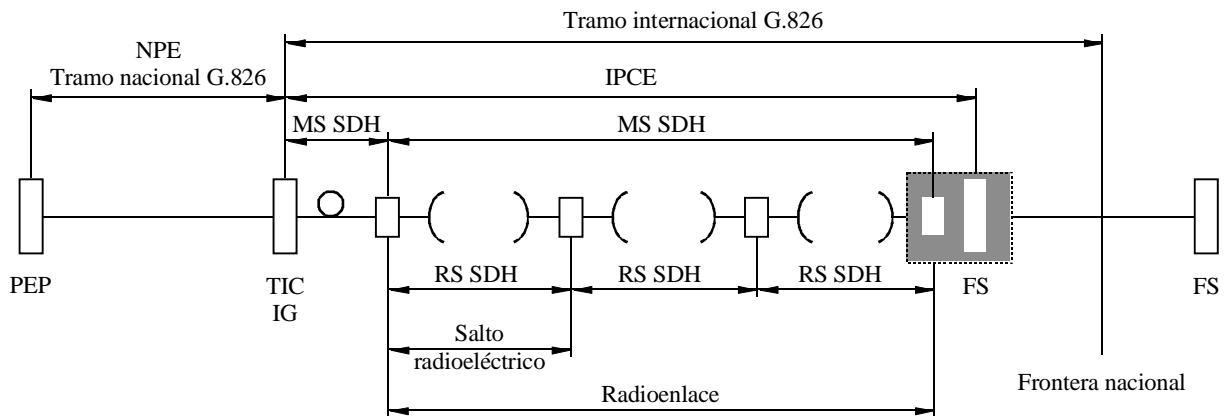 Tramo internacional G.826
NPE
Tramo nacional G.826
IPCE
MS SDH
MS SDH
PEP
TIC
IG
RS SDH
RS SDH
RS SDH
FS
FS
Salto
radioeléctrico
Frontera nacional
Radioenlace